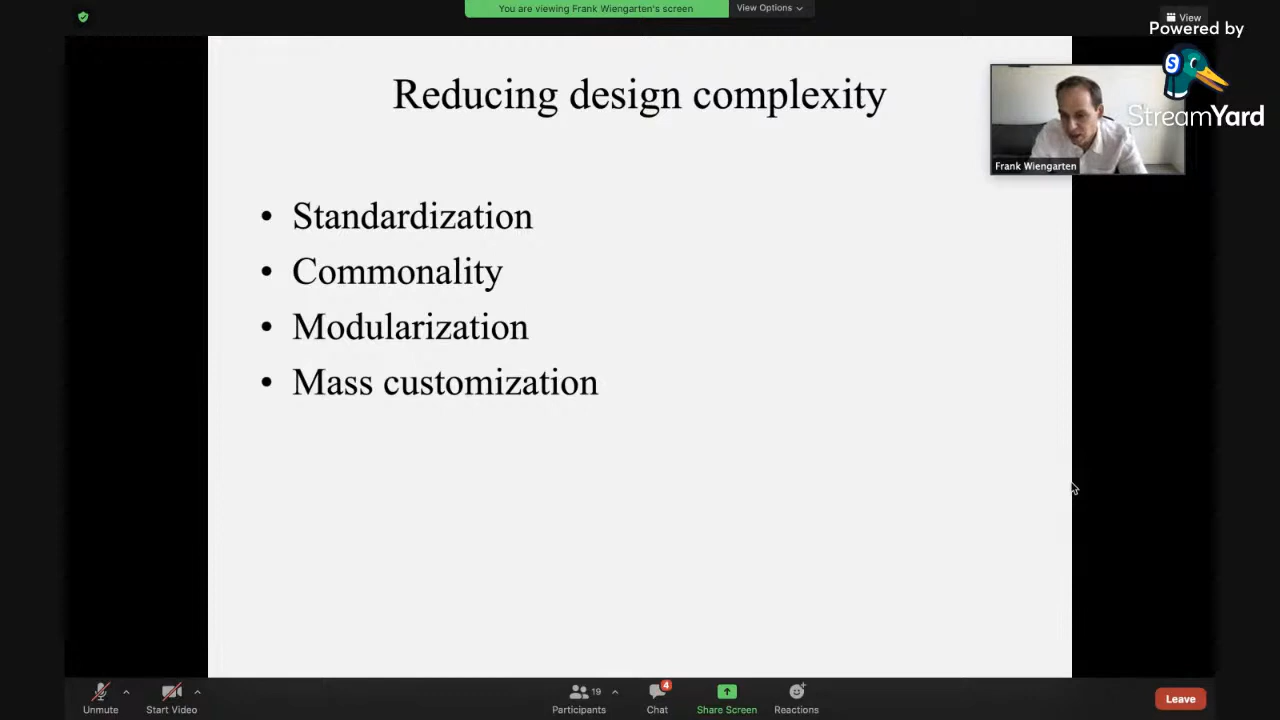 You are viewing Frank Wiengarten's screen
View Options
View
Powered by
StreamYard
S
Frank Wiengarten
Reducing design complexity
• Standardization
• Commonality
• Modularization
• Mass customization
Unmute
Start Video
19
Participants
4
Chat
Share Screen
Reactions
Leave